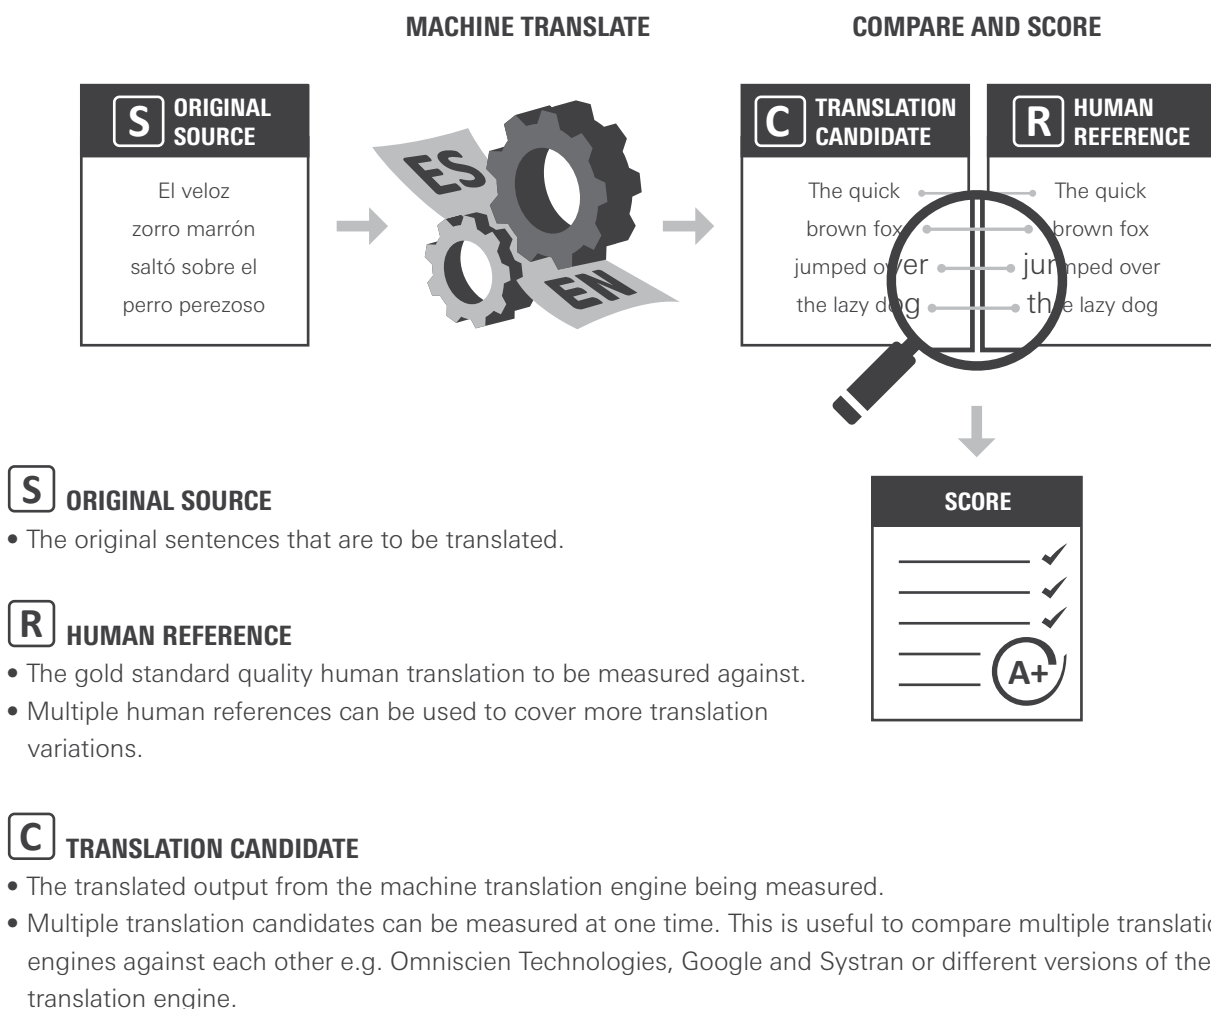 MACHINE TRANSLATE
COMPARE AND SCORE
S ORIGINAL
SOURCE
El veloz
zorro marrón
saltó sobre el
perro perezoso
ES
EN
C TRANSLATION
CANDIDATE
The quick
brown fox
jumped over
the lazy dog
R HUMAN
REFERENCE
The quick
brown fox
jumped over
the lazy dog
SCORE
A+
S ORIGINAL SOURCE
• The original sentences that are to be translated.
R HUMAN REFERENCE
• The gold standard quality human translation to be measured against.
• Multiple human references can be used to cover more translation
variations.
C TRANSLATION CANDIDATE
• The translated output from the machine translation engine being measured.
• Multiple translation candidates can be measured at one time. This is useful to compare multiple translatio
engines against each other e.g. Omniscien Technologies, Google and Systran or different versions of the
translation engine.